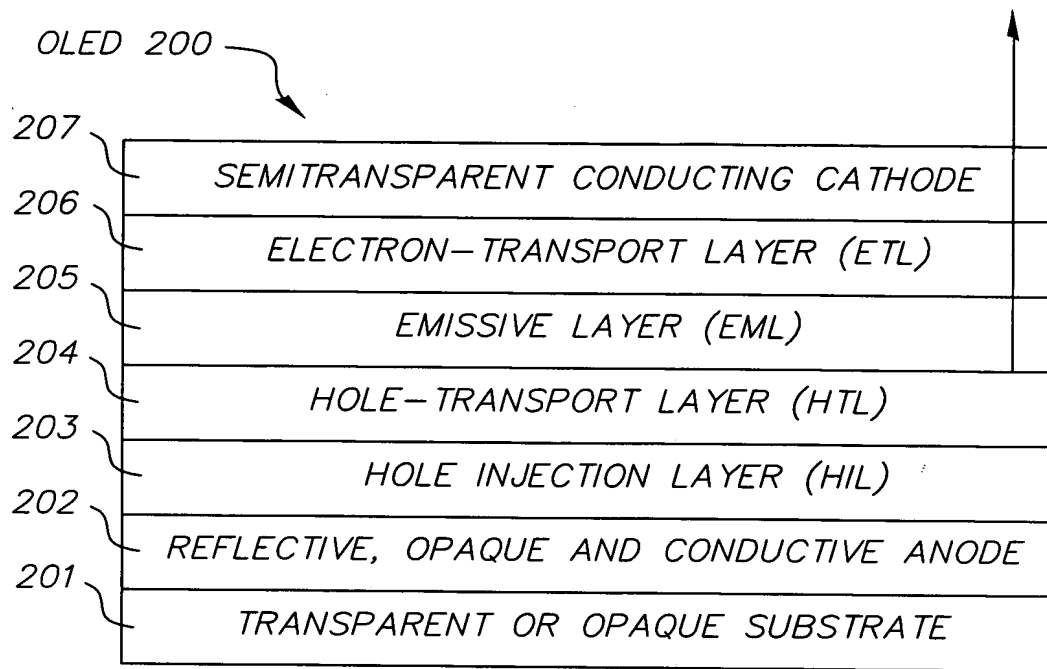 OLED 200
207
SEMITRANSPARENT CONDUCTING CATHODE
206
ELECTRON-TRANSPORT LAYER (ETL)
205
EMISSIVE LAYER (EML)
204
HOLE-TRANSPORT LAYER (HTL)
203
HOLE INJECTION LAYER (HIL)
202
REFLECTIVE, OPAQUE AND CONDUCTIVE ANODE
201
TRANSPARENT OR OPAQUE SUBSTRATE